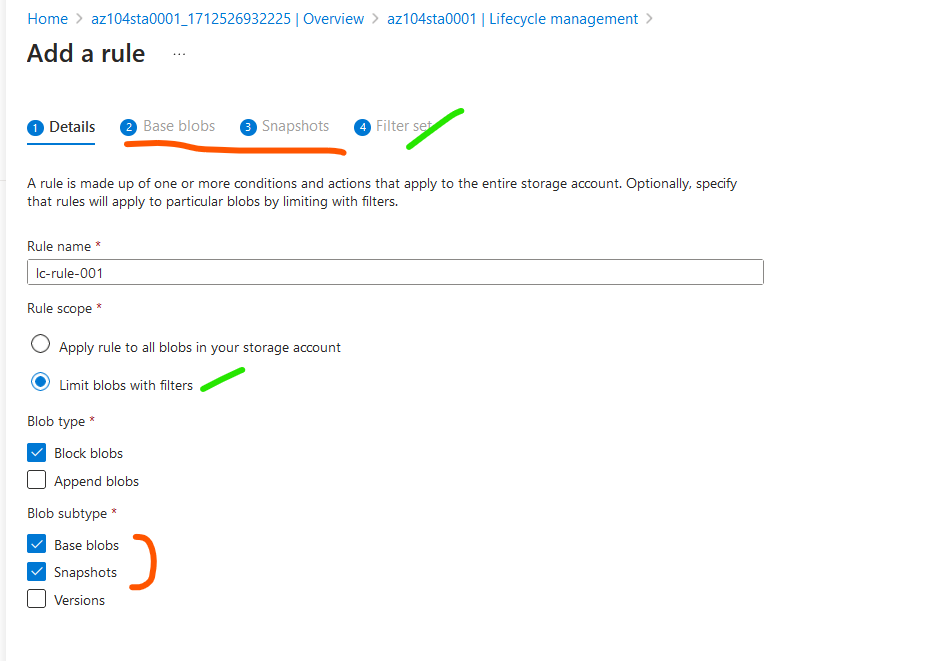 Home > az104sta0001_1712526932225 | Overview > az104sta0001 | Lifecycle management >
Add a rule ...
1 Details 2 Base blobs 3 Snapshots 4 Filter set
A rule is made up of one or more conditions and actions that apply to the entire storage account. Optionally, specify
that rules will apply to particular blobs by limiting with filters.
Rule name *
lc-rule-001
Rule scope *
Apply rule to all blobs in your storage account
Limit blobs with filters
Blob type *
Block blobs
Append blobs
Blob subtype *
Base blobs
Snapshots
Versions